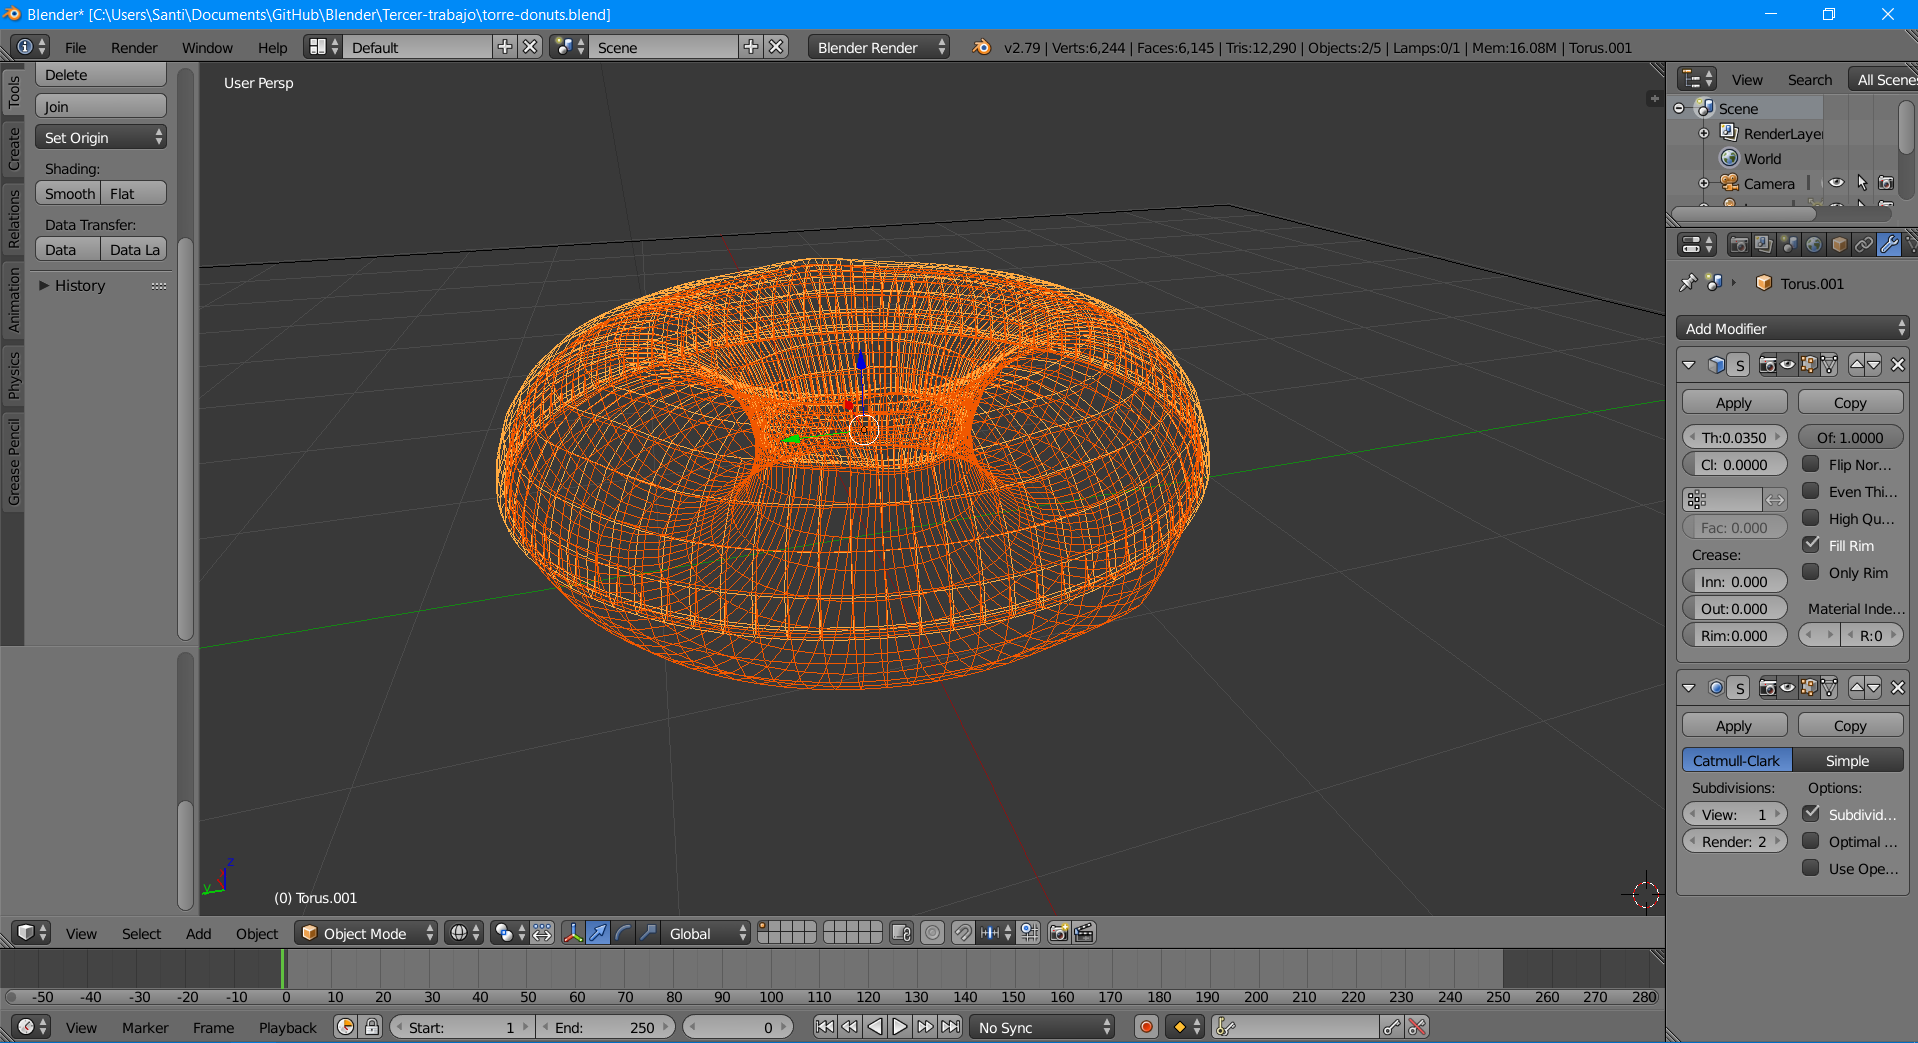 Blender* [C:\Users\Santi\Documents\GitHub\Blender\Tercer-trabajo\torre-donuts.blend]
File Render Window Help Default Scene Blender Render v2.79 | Verts:6,244 | Faces:6,145 | Tris:12,290 | Objects:2/5 | Lamps:0/1 | Mem:16.08M | Torus.001
Tools
Create
Relations
Animation
Physics
Grease Pencil
Delete
Join
Set Origin
Shading:
Smooth Flat
Data Transfer:
Data Data La
History
User Persp
(0) Torus.001
View Search All Scenes
Scene
RenderLaye
World
Camera
Torus.001
Add Modifier
S
Apply Copy
Th:0.0350 Of: 1.0000
Cl: 0.0000 Flip Nor...
Even Thi...
High Qu...
Fac: 0.000
Fill Rim
Crease:
Only Rim
Inn: 0.000
Out:0.000 Material Inde...
Rim:0.000 R:0
S
Apply Copy
Catmull-Clark Simple
Subdivisions: Options:
View: 1 Subdivid...
Render: 2 Optimal ...
Use Ope...
z
y
View Select Add Object Object Mode Global
-50 -40 -30 -20 -10 0 10 20 30 40 50 60 70 80 90 100 110 120 130 140 150 160 170 180 190 200 210 220 230 240 250 260 270 280
View Marker Frame Playback Start: 1 End: 250 0 No Sync